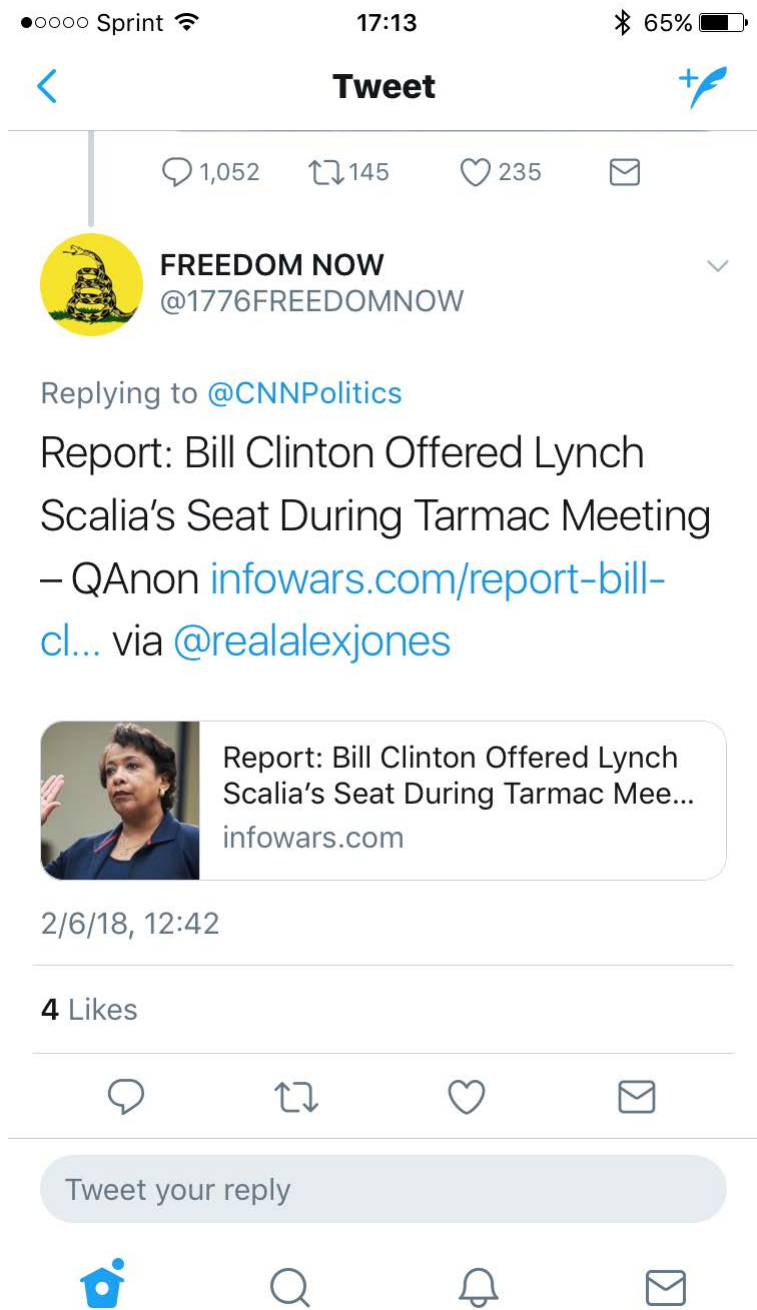 Sprint 17:13 65%
Tweet
1,052 145 235
FREEDOM NOW
@1776FREEDOMNOW
Replying to @CNNPolitics
Report: Bill Clinton Offered Lynch
Scalia’s Seat During Tarmac Meeting
– QAnon infowars.com/report-bill-
cl... via @realalexjones
Report: Bill Clinton Offered Lynch
Scalia’s Seat During Tarmac Mee...
infowars.com
2/6/18, 12:42
4 Likes
Tweet your reply